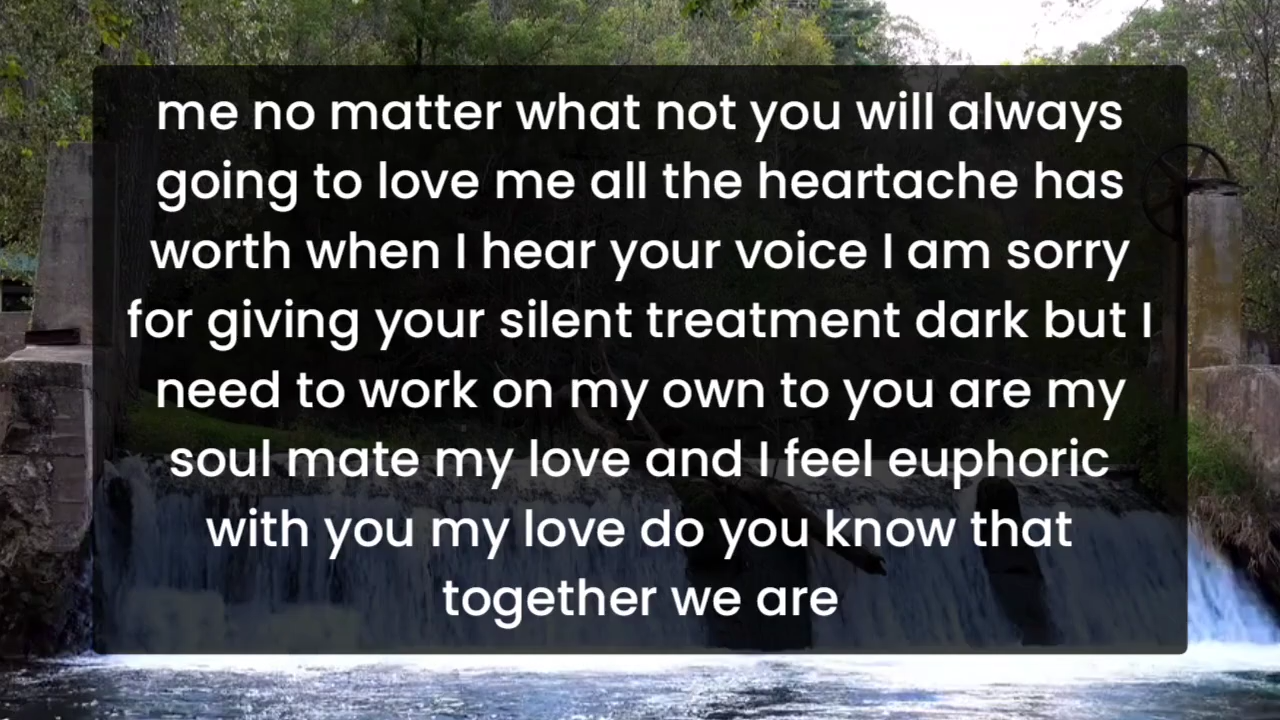 me no matter what not you will always
going to love me all the heartache has
worth when I hear your voice I am sorry
for giving your silent treatment dark but I
need to work on my own to you are my
soul mate my love and I feel euphoric
with you my love do you know that
together we are